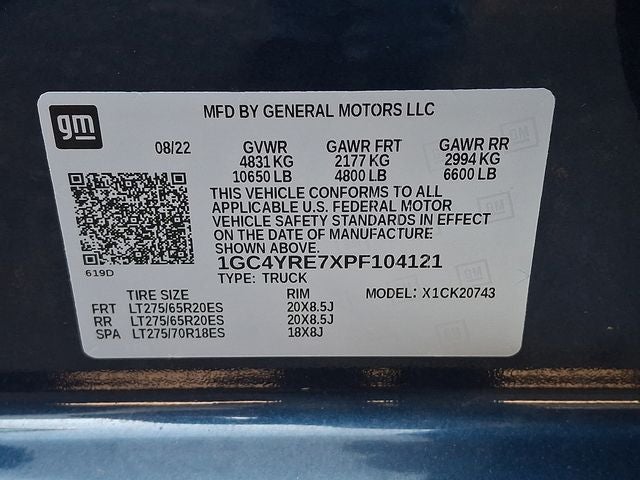 gm
MFD BY GENERAL MOTORS LLC
08/22 GVWR GAWR FRT GAWR RR
4831 KG 2177 KG 2994 KG
10650 LB 4800 LB 6600 LB
THIS VEHICLE CONFORMS TO ALL
APPLICABLE U.S. FEDERAL MOTOR
VEHICLE SAFETY STANDARDS IN EFFECT
ON THE DATE OF MANUFACTURE
SHOWN ABOVE.
619D
1GC4YRE7XPF104121
TYPE: TRUCK
TIRE SIZE RIM MODEL: X1CK20743
FRT LT275/65R20ES 20X8.5J
RR LT275/65R20ES 20X8.5J
SPA LT275/70R18ES 18X8J